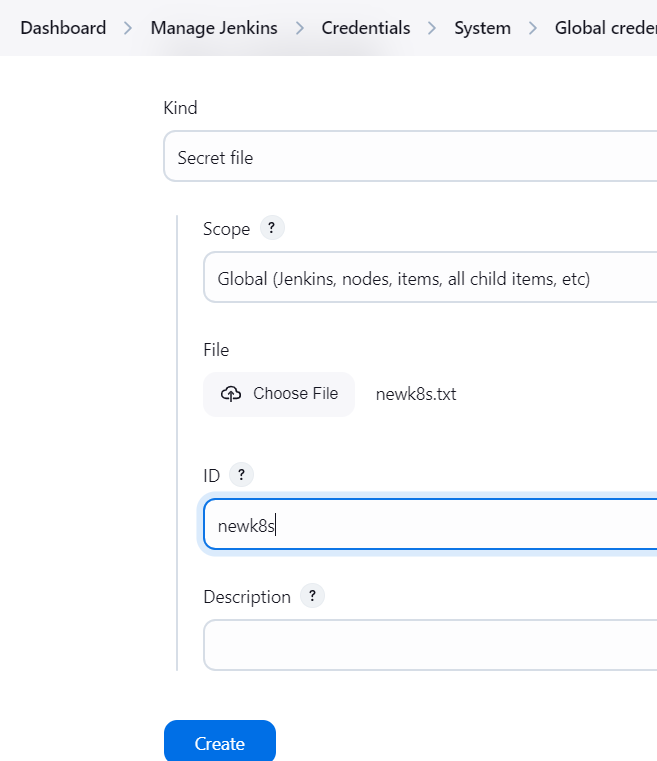 Dashboard > Manage Jenkins > Credentials > System > Global
Kind
Secret file
Scope ?
Global (Jenkins, nodes, items, all child items, etc)
File
Choose File newk8s.txt
ID ?
newk8s
Description ?
Create